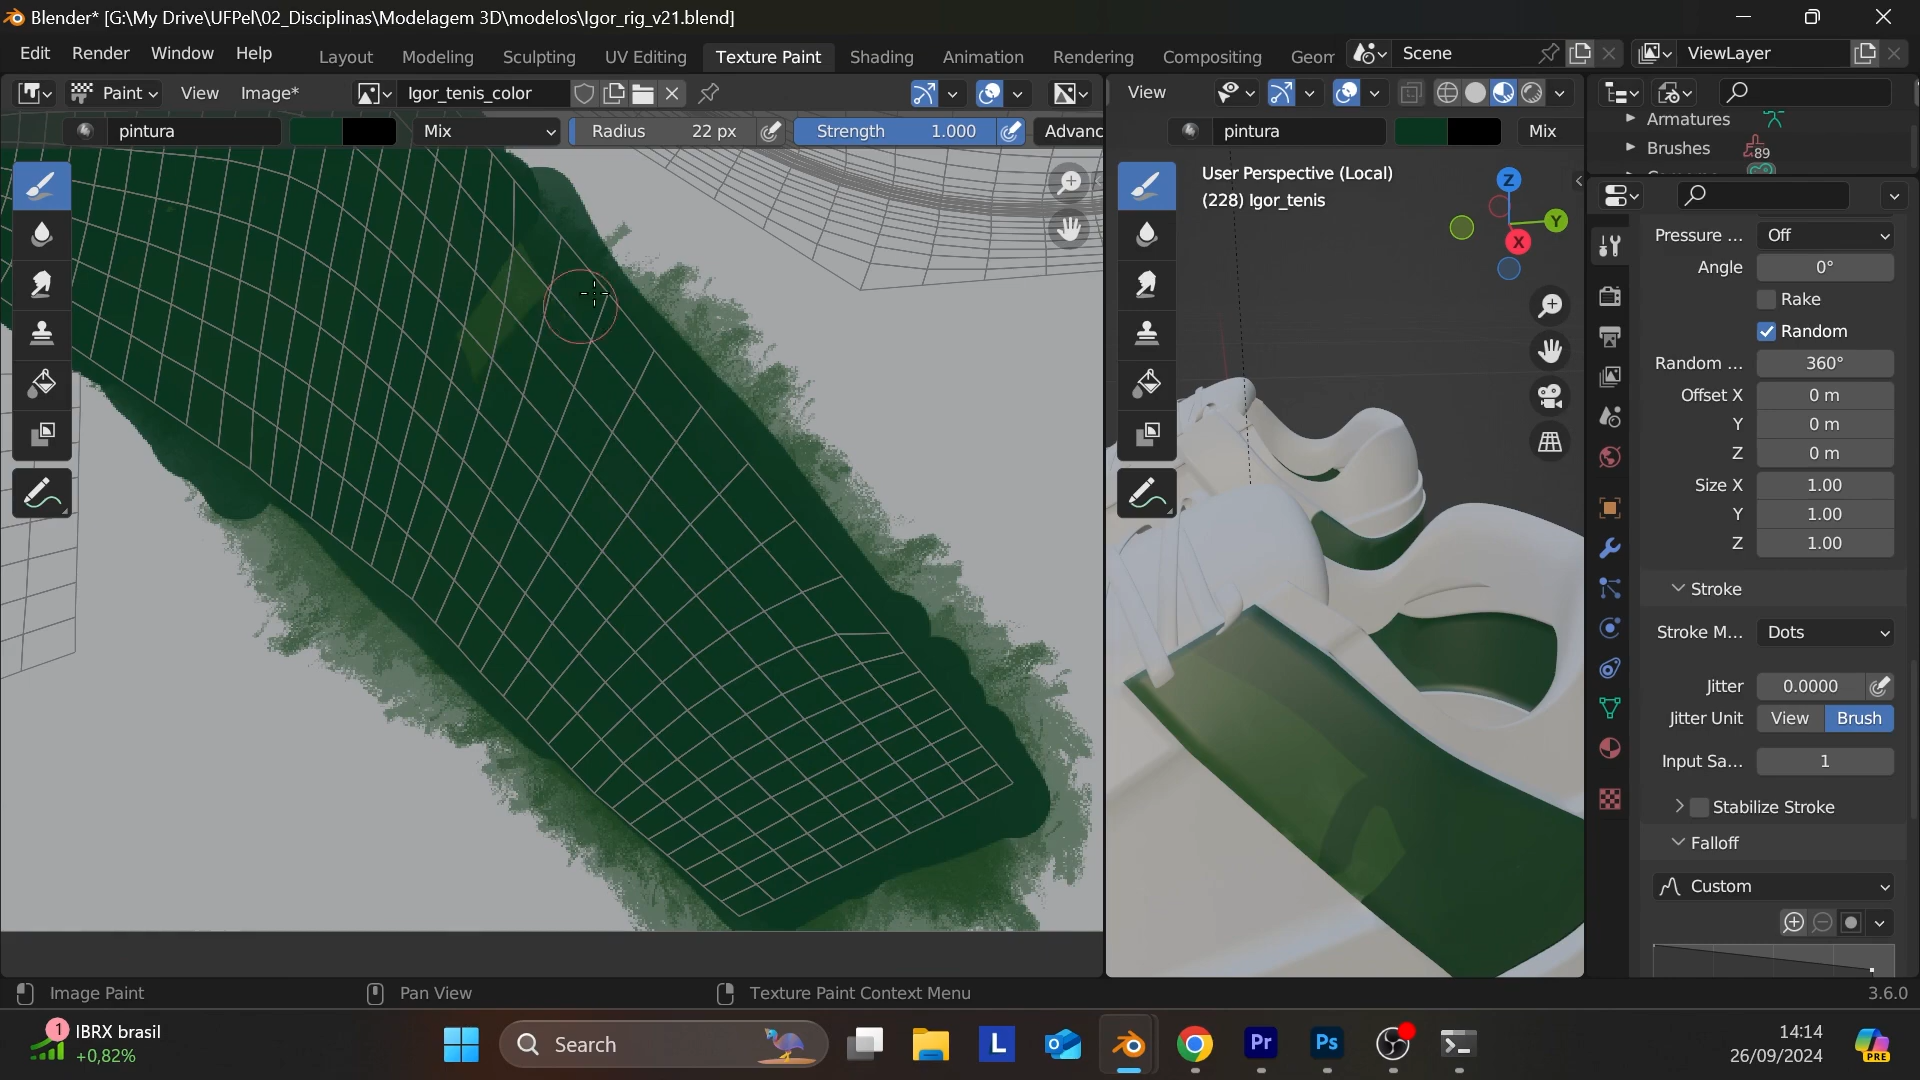 Blender* [G:\My Drive\UFPel\02_Disciplinas\Modelagem 3D\modelos\Igor_rig_v21.blend]
Edit Render Window Help Layout Modeling Sculpting UV Editing Texture Paint Shading Animation Rendering Compositing Geom Scene ViewLayer
Paint View Image* Igor_tenis_color View
pintura Mix Radius 22 px Strength 1.000 Advanc pintura Mix
Armatures
Brushes 89
User Perspective (Local)
(228) Igor_tenis
Z
Y
X
Pressure ... Off
Angle 0°
Rake
Random
Random ... 360°
Offset X 0 m
Y 0 m
Z 0 m
Size X 1.00
Y 1.00
Z 1.00
Stroke
Stroke M... Dots
Jitter 0.0000
Jitter Unit View Brush
Input Sa... 1
Stabilize Stroke
Falloff
Custom
Image Paint Pan View Texture Paint Context Menu 3.6.0
1 IBRX brasil
+0,82%
Search
L
Pr
Ps
14:14
26/09/2024
PRE